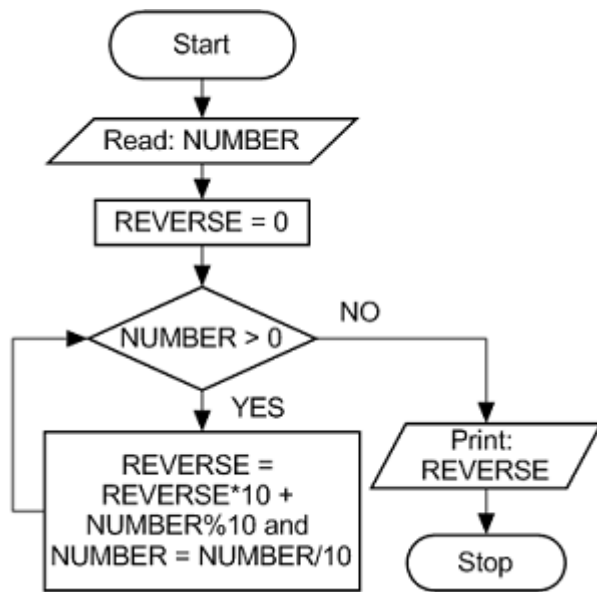 Start
Read: NUMBER
REVERSE = 0
NUMBER > 0
NO
YES
REVERSE =
REVERSE*10 +
NUMBER%10 and
NUMBER = NUMBER/10
Print:
REVERSE
Stop